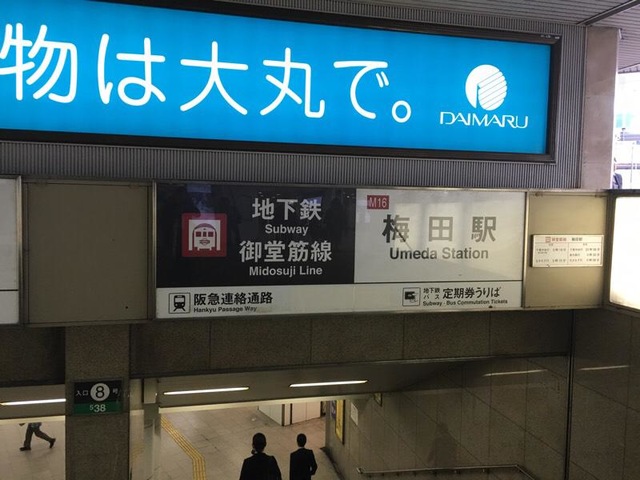 物は大丸で。
DAIMARU
地下鉄
Subway
御堂筋線
Midosuji Line
M16
梅田駅
Umeda Station
阪急連絡通路
Hankyu Passage Way
地下鉄
バス
定期券うりば
Subway・Bus Commutation Tickets
入口 8 号
S38